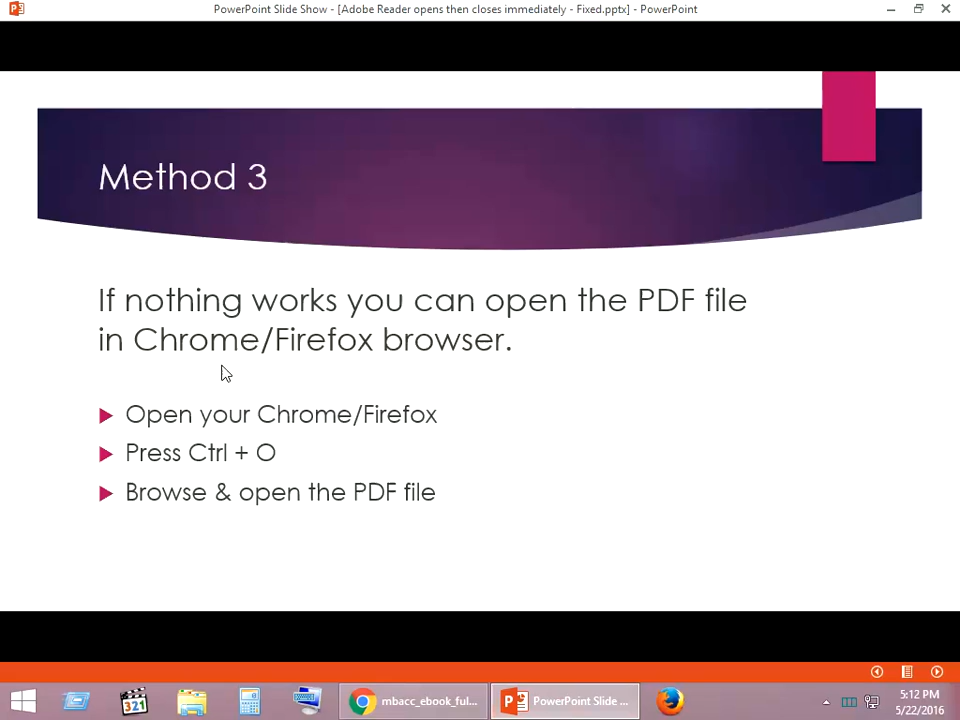 PowerPoint Slide Show - [Adobe Reader opens then closes immediately - Fixed.pptx] - PowerPoint
Method 3
If nothing works you can open the PDF file
in Chrome/Firefox browser.
Open your Chrome/Firefox
Press Ctrl + O
Browse & open the PDF file
321
mbacc_ebook_ful...
PowerPoint Slide ...
5:12 PM
5/22/2016